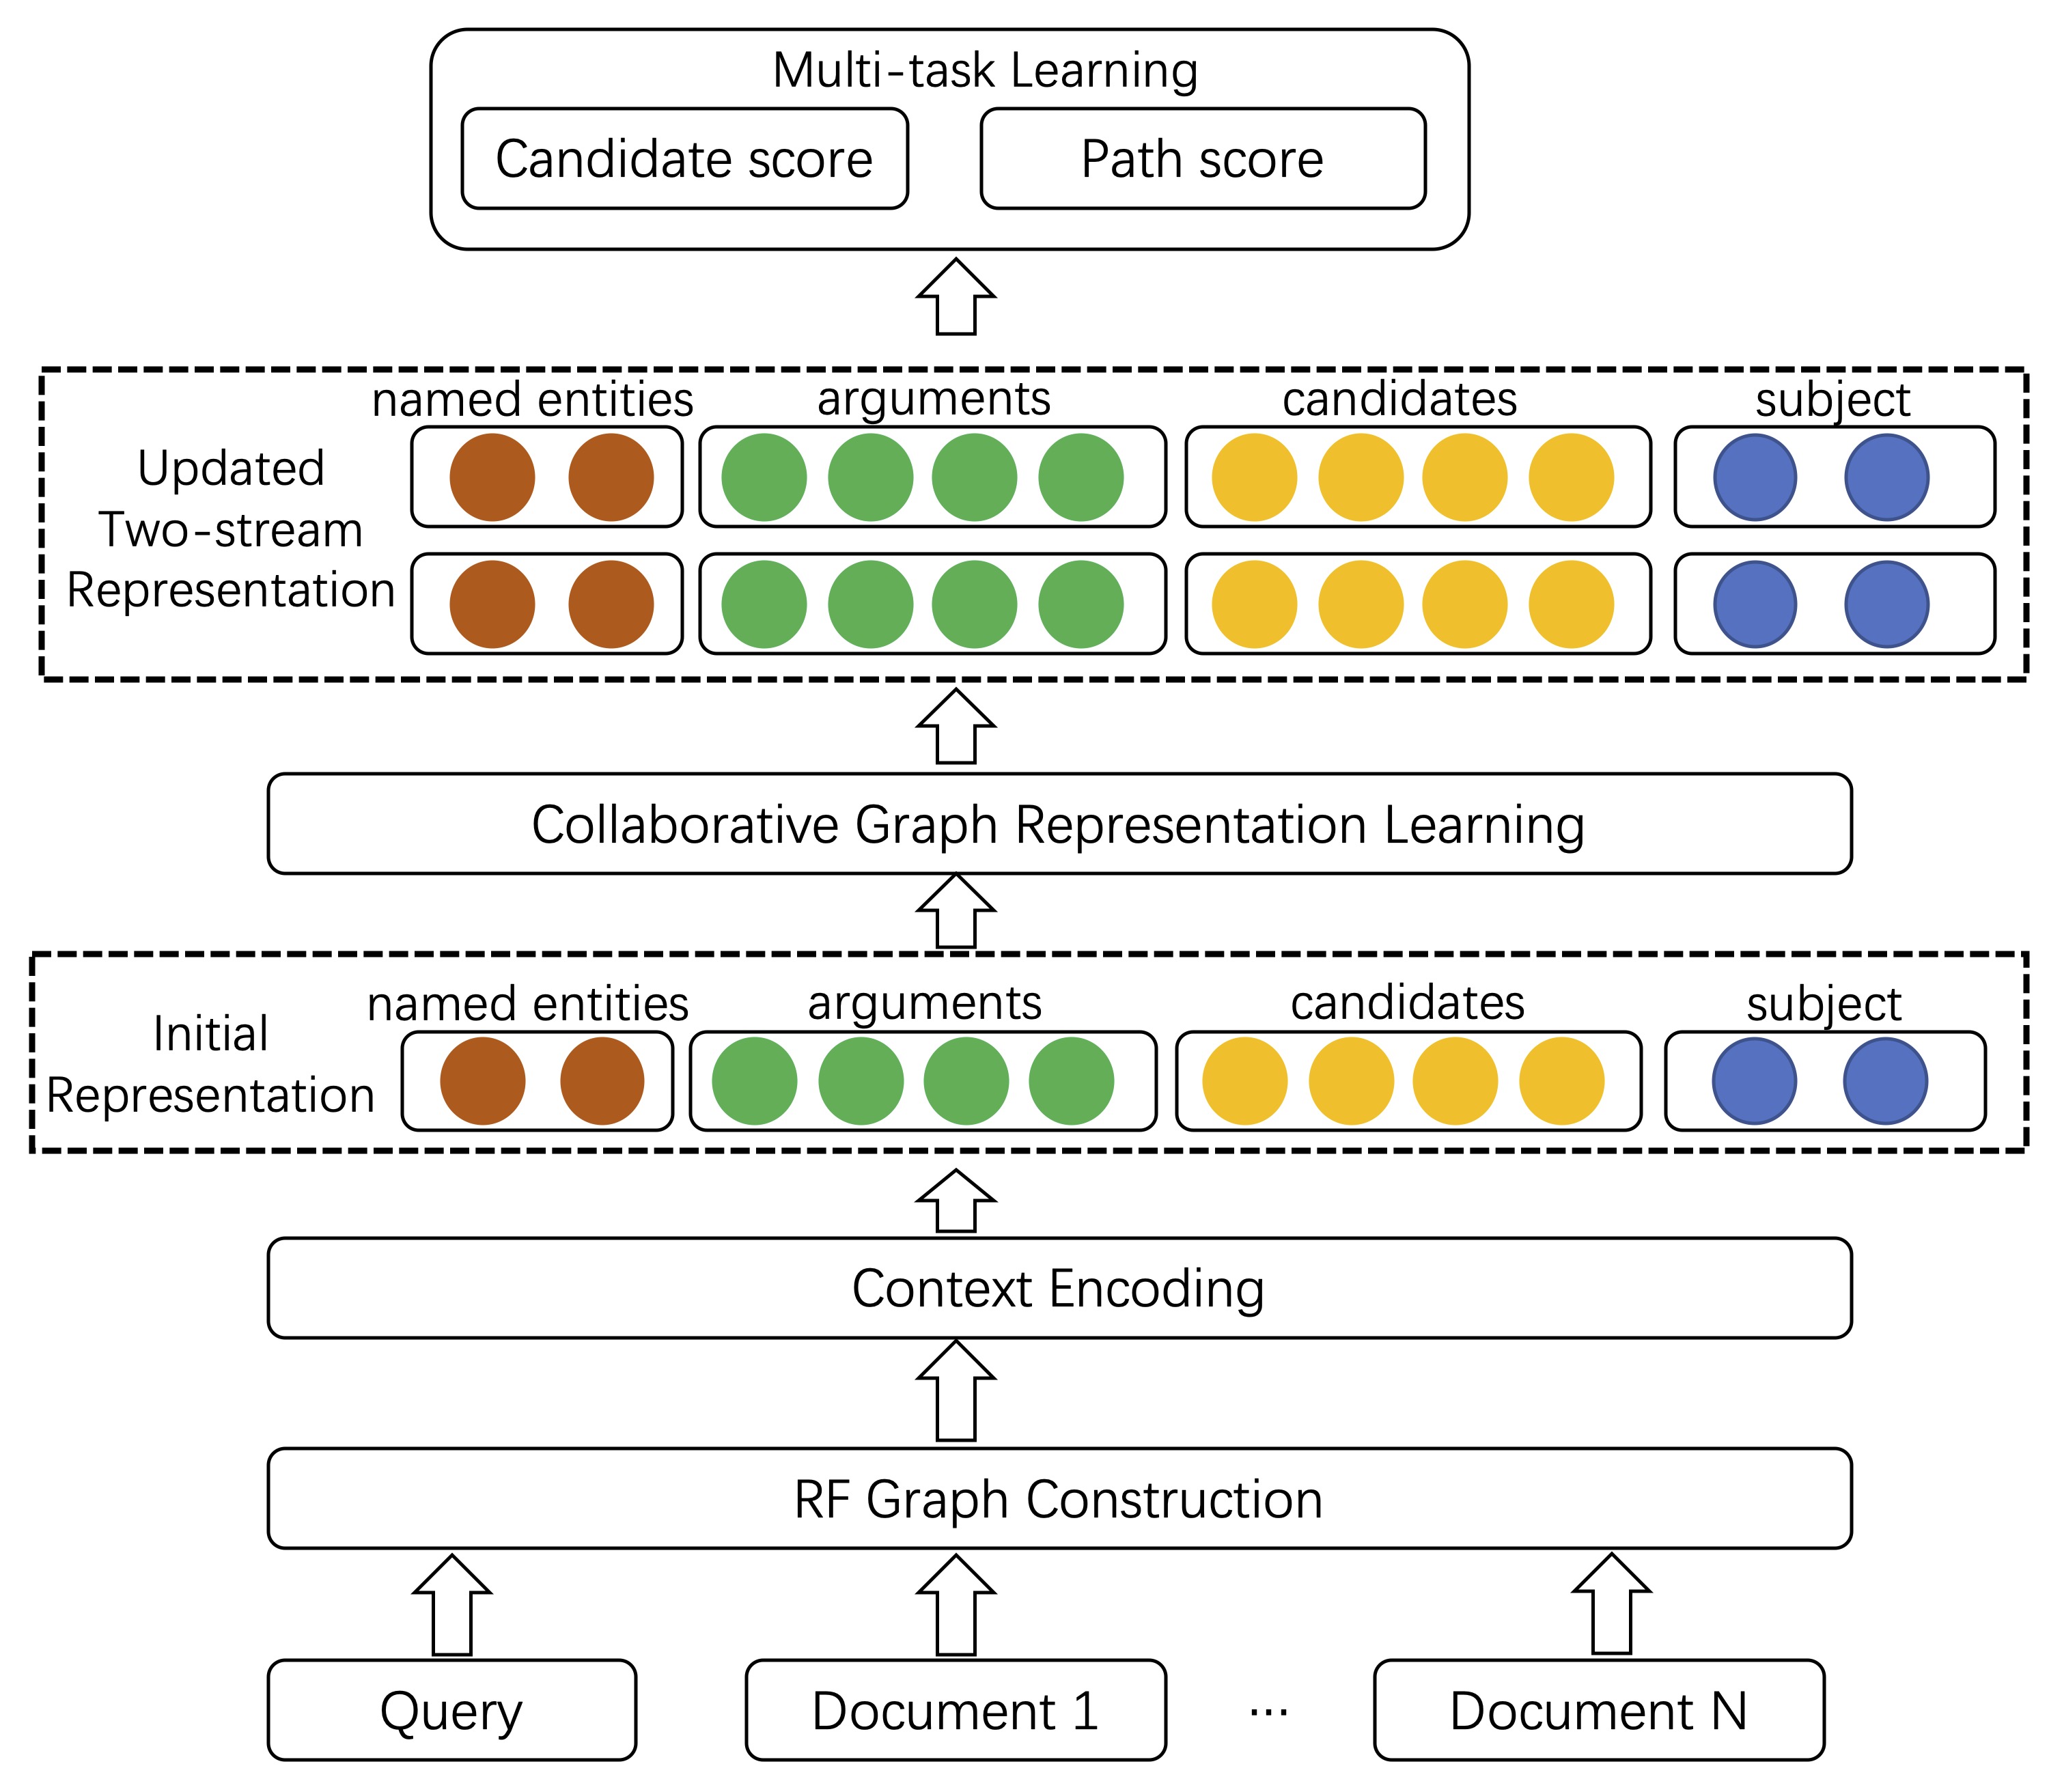 Multi-task Learning
Candidate score
Path score
named entities
arguments
candidates
subject
Updated
Two-stream
Representation
Collaborative Graph Representation Learning
named entities
arguments
candidates
subject
Initial
Representation
Context Encoding
RF Graph Construction
Query
Document 1
...
Document N